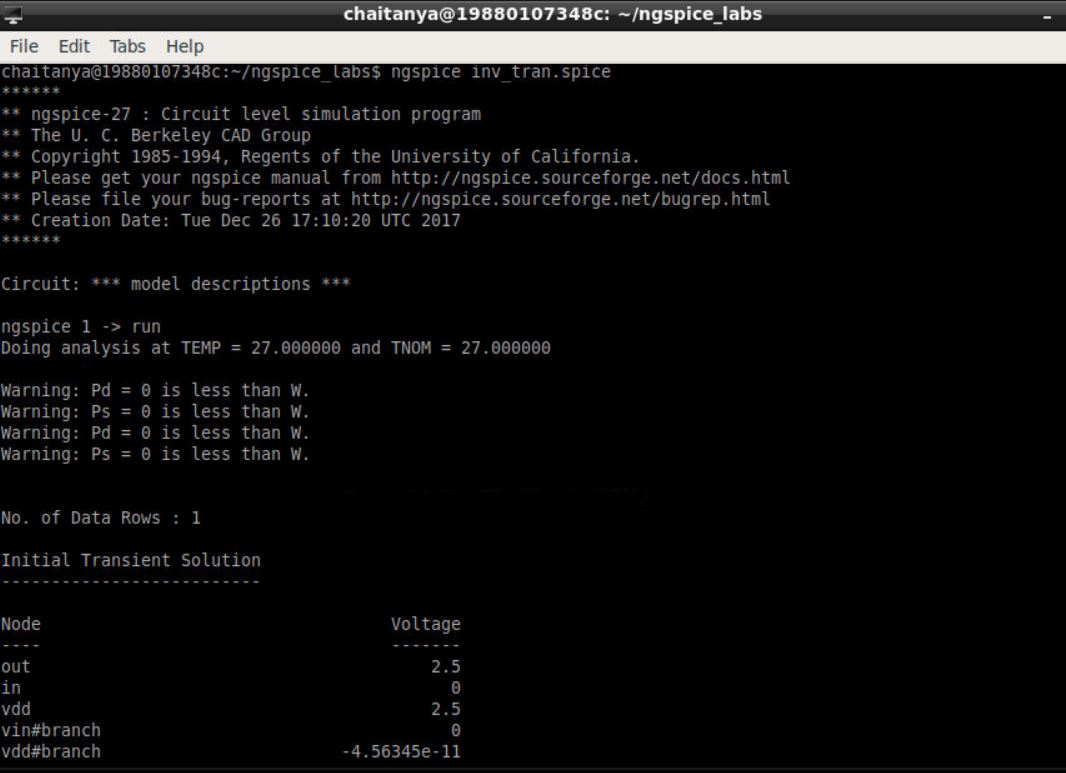 chaitanya@19880107348c: ~/ngspice_labs
File Edit Tabs Help
chaitanya@19880107348c:~/ngspice_labs$ ngspice inv_tran.spice
******
** ngspice-27 : Circuit level simulation program
** The U. C. Berkeley CAD Group
** Copyright 1985-1994, Regents of the University of California.
** Please get your ngspice manual from http://ngspice.sourceforge.net/docs.html
** Please file your bug-reports at http://ngspice.sourceforge.net/bugrep.html
** Creation Date: Tue Dec 26 17:10:20 UTC 2017
******
Circuit: *** model descriptions ***
ngspice 1 -> run
Doing analysis at TEMP = 27.000000 and TNOM = 27.000000
Warning: Pd = 0 is less than W.
Warning: Ps = 0 is less than W.
Warning: Pd = 0 is less than W.
Warning: Ps = 0 is less than W.
No. of Data Rows : 1
Initial Transient Solution
--------------------------
Node Voltage
---- -------
out 2.5
in 0
vdd 2.5
vin#branch 0
vdd#branch -4.56345e-11